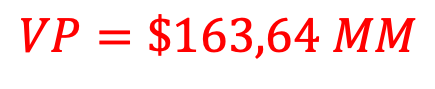 VP = $163,64 MM